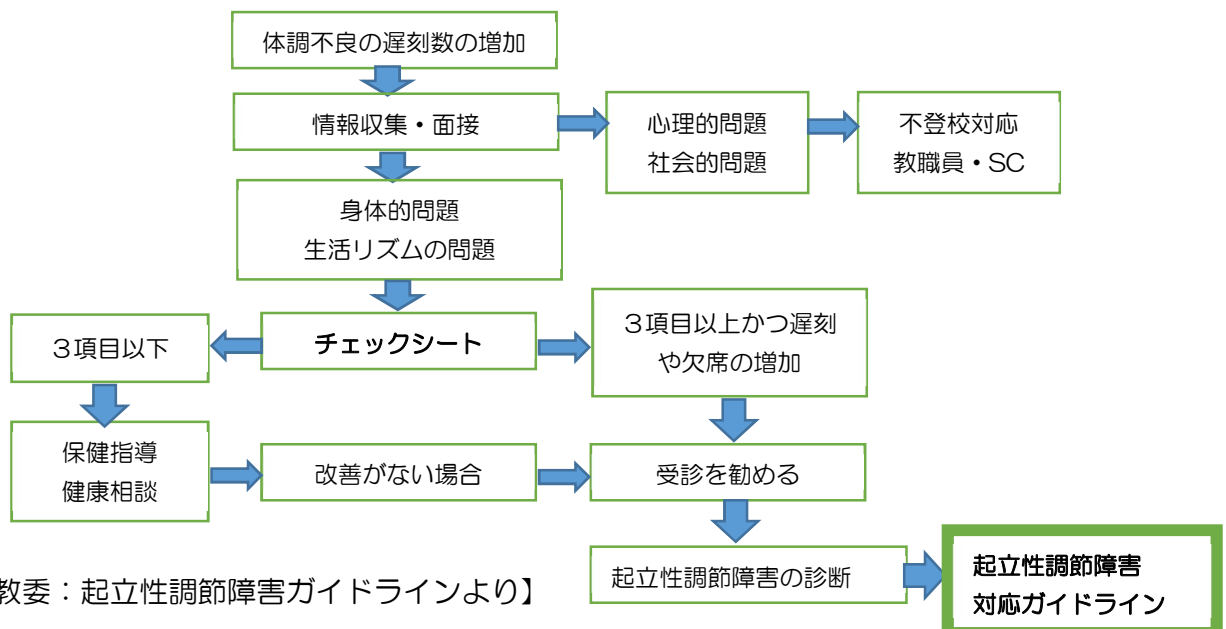 体調不良の遅刻数の増加
情報収集・面接
心理的問題
社会的問題
不登校対応
教職員・SC
身体的問題
生活リズムの問題
チェックシート
3項目以下
３項目以上かつ遅刻
や欠席の増加
保健指導
健康相談
改善がない場合
受診を勧める
起立性調節障害の診断
起立性調節障害
対応ガイドライン
教委：起立性調節障害ガイドラインより】